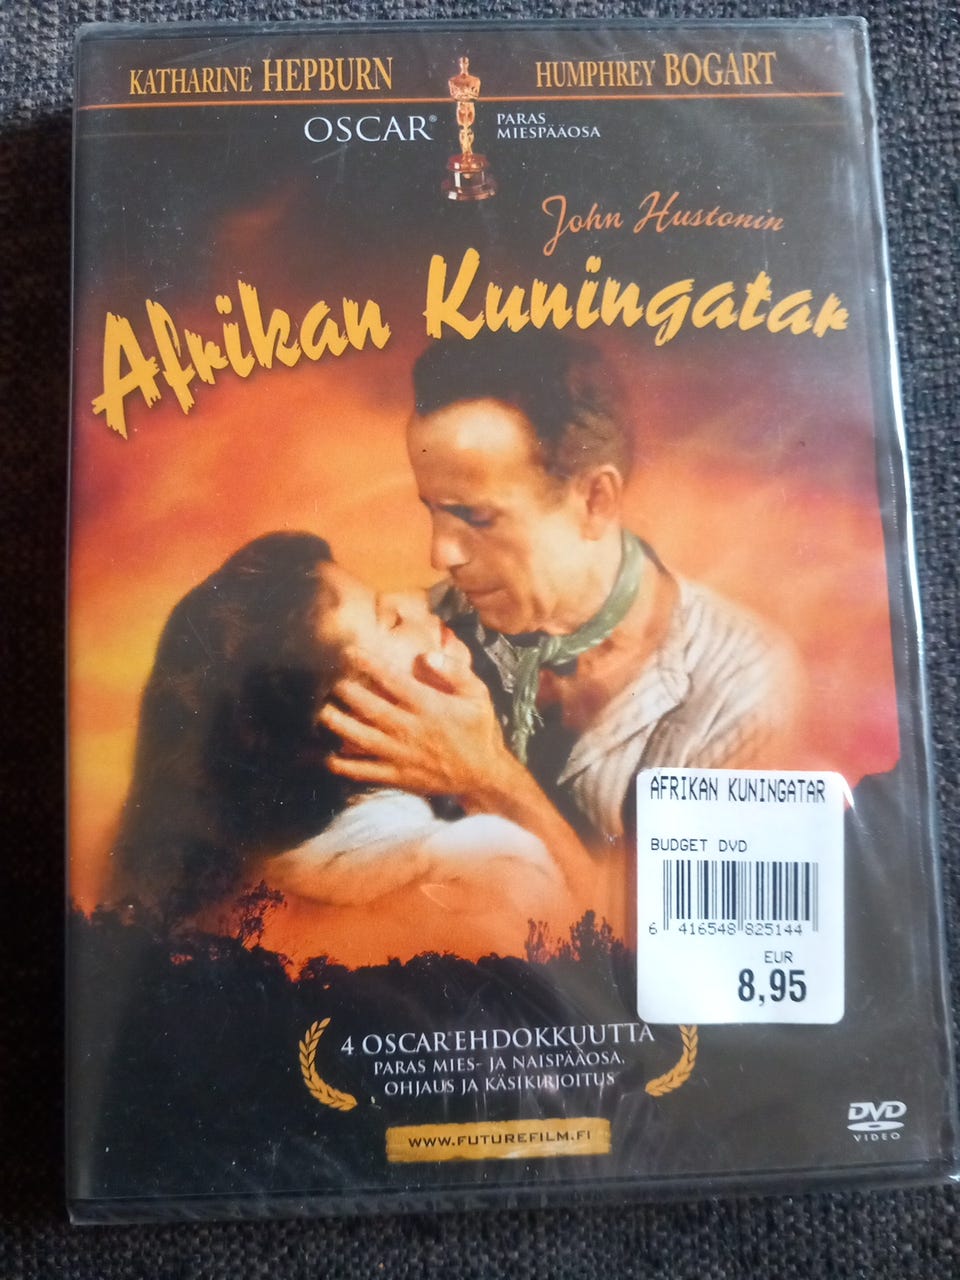 KATHARINE HEPBURN
HUMPHREY BOGART
OSCAR®
PARAS
MIESPÄÄOSA
John Hustonin
Afrikan Kuningatar
AFRIKAN KUNINGATAR
BUDGET DVD
6 416548 825144
EUR
8,95
4 OSCAR®EHDOKKUUTTA
PARAS MIES- JA NAISPÄÄOSA,
OHJAUS JA KÄSIKIRJOITUS
WWW.FUTUREFILM.FI
DVD
VIDEO